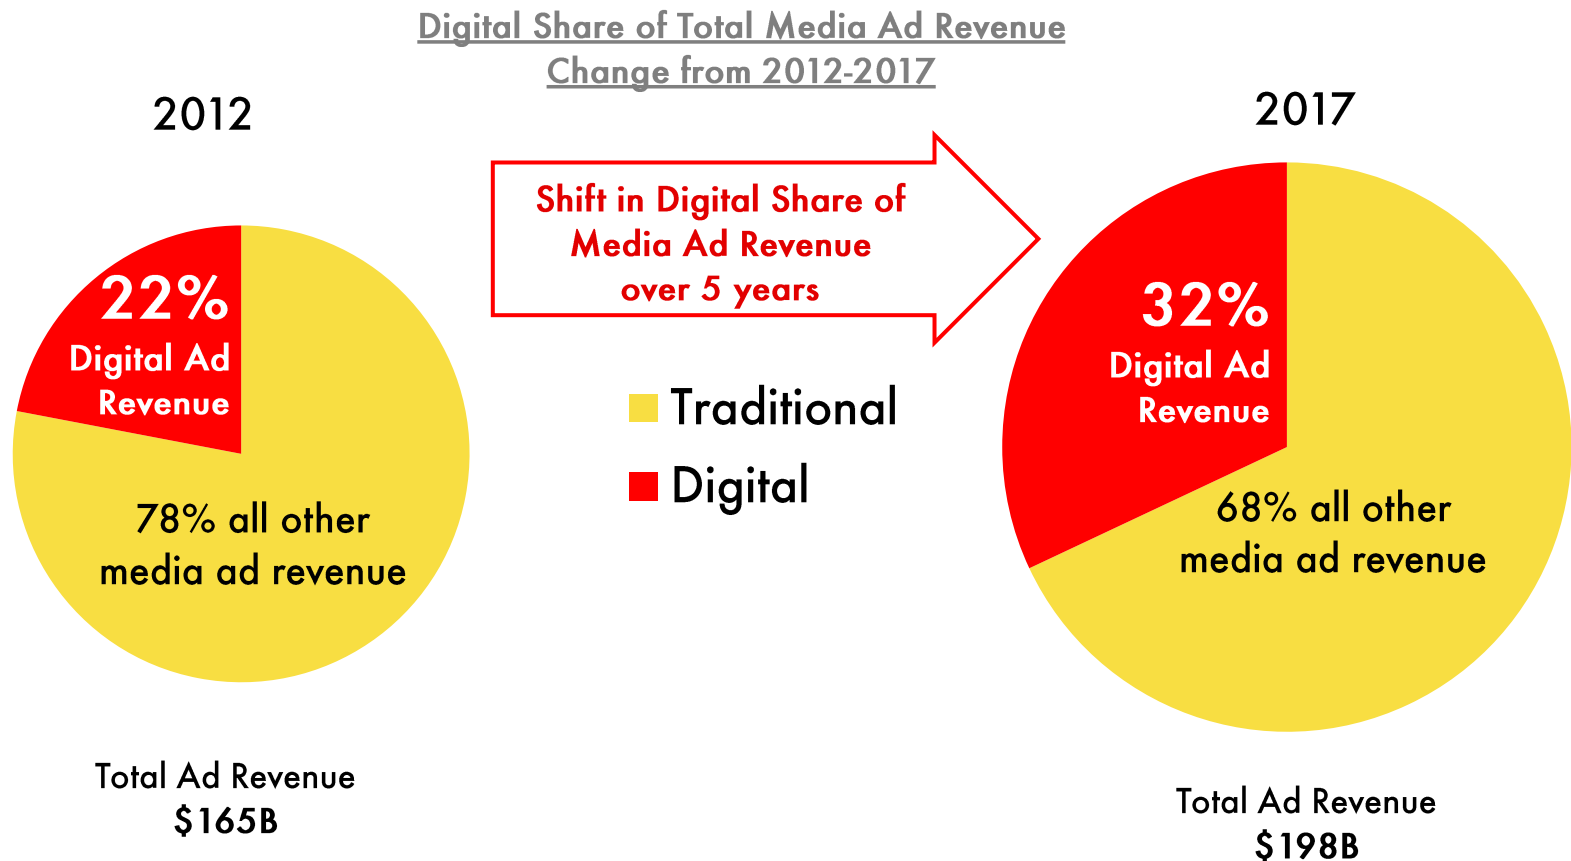 Digital Share of Total Media Ad Revenue
Change from 2012-2017
2012
2017
Shift in Digital Share of
Media Ad Revenue
over 5 years
22%
Digital Ad
Revenue
78% all other
media ad revenue
Traditional
Digital
32%
Digital Ad
Revenue
68% all other
media ad revenue
Total Ad Revenue
$165B
Total Ad Revenue
$198B